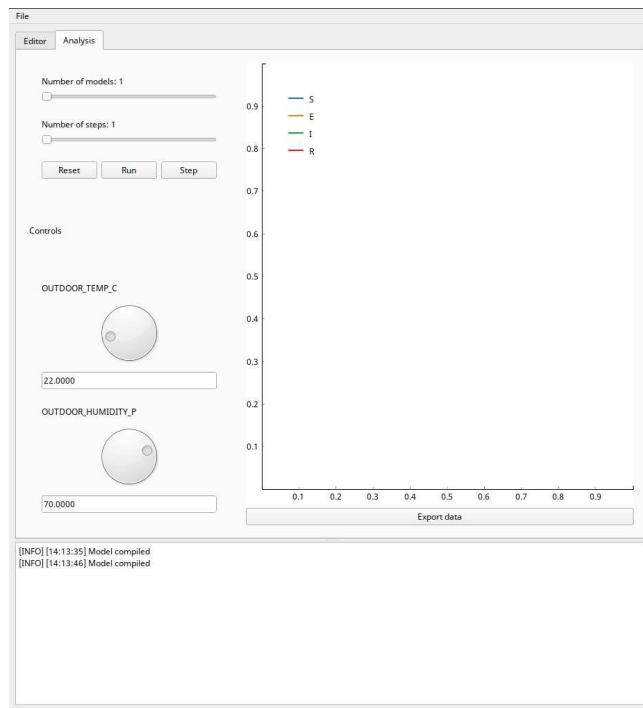 File
Editor Analysis
Number of models: 1
Number of steps: 1
Reset Run Step
Controls
OUTDOOR_TEMP_C
22.0000
OUTDOOR_HUMIDITY_P
70.0000
S
E
I
R
0.9
0.8
0.7
0.6
0.5
0.4
0.3
0.2
0.1
0.1 0.2 0.3 0.4 0.5 0.6 0.7 0.8 0.9
Export data
[INFO] [14:13:35] Model compiled
[INFO] [14:13:46] Model compiled